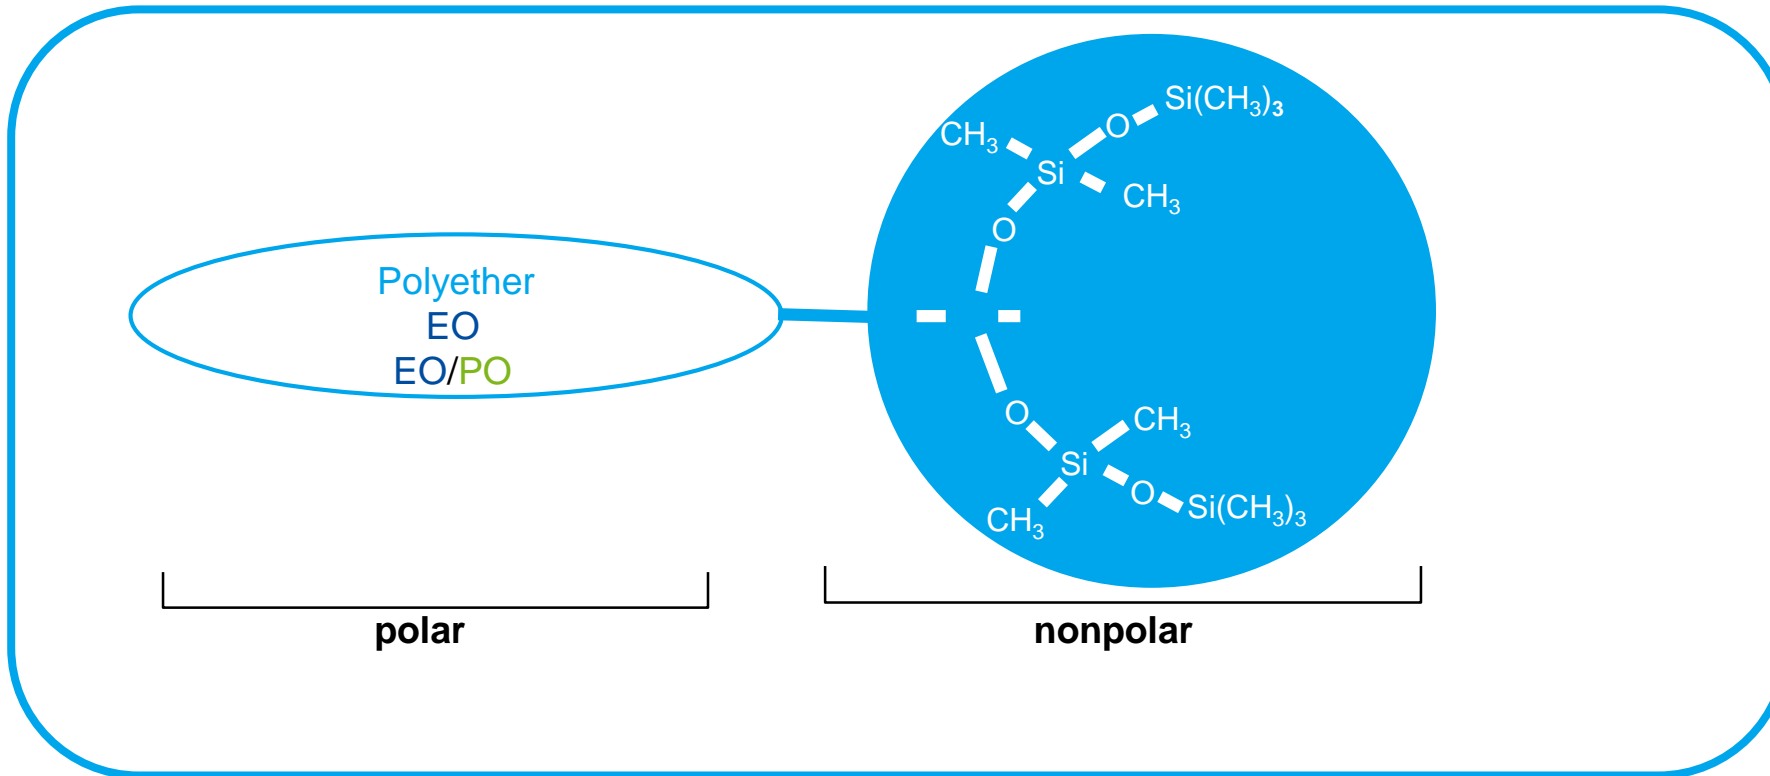 Si(CH₃)₃
O
CH₃
Si
CH₃
O
Polyether
EO
EO/PO
O
CH₃
Si
O
Si(CH₃)₃
CH₃
polar
nonpolar